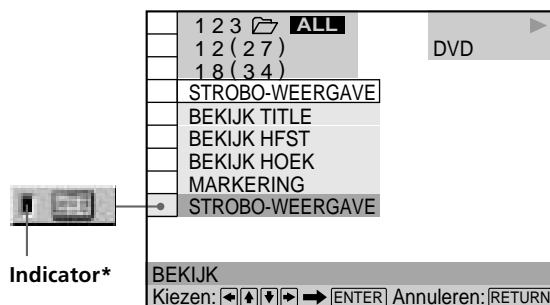 1 2 3 ALL
1 2 ( 2 7 )
DVD
1 8 ( 3 4 )
STROBO-WEERGAVE
BEKIJK TITLE
BEKIJK HFST
BEKIJK HOEK
MARKERING
STROBO-WEERGAVE
Indicator*
BEKIJK
Kiezen: ←↑↓→ ➡ ENTER Annuleren: RETURN